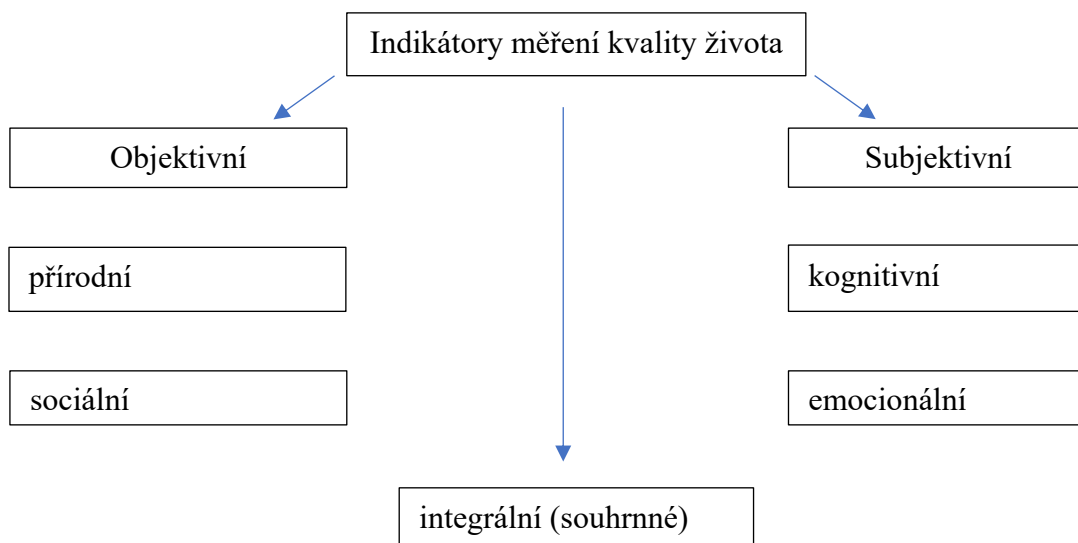 Indikátory měření kvality života
Objektivní
Subjektivní
přírodní
kognitivní
sociální
emocionální
integrální (souhrnné)